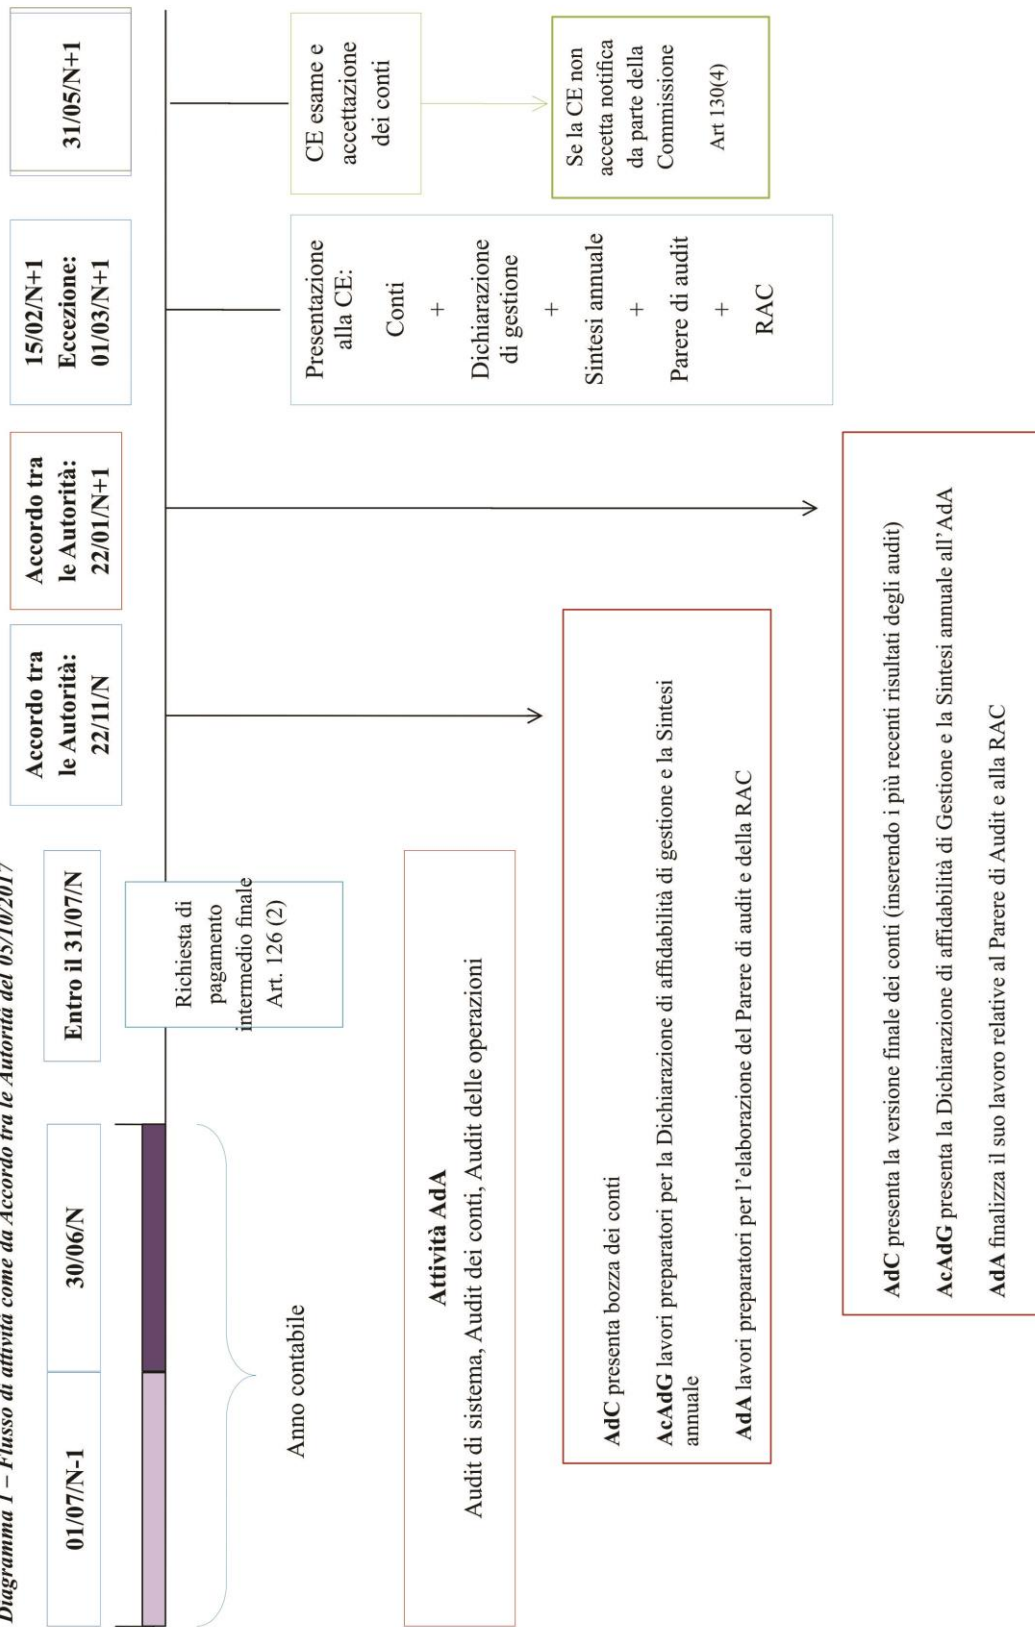 Diagramma 1 – Flusso di attività come da Accordo tra le Autorità del 05/10/2017
01/07/N-1
30/06/N
Entro il 31/07/N
Accordo tra
le Autorità:
22/11/N
Accordo tra
le Autorità:
22/01/N+1
15/02/N+1
Eccezione:
01/03/N+1
31/05/N+1
Anno contabile
Richiesta di
pagamento
intermedio finale
Art. 126 (2)
Presentazione
alla CE:
Conti
+
Dichiarazione
di gestione
+
Sintesi annuale
+
Parere di audit
+
RAC
CE esame e
accettazione
dei conti
Se la CE non
accetta notifica
da parte della
Commissione
Art 130(4)
Attività AdA
Audit di sistema, Audit dei conti, Audit delle operazioni
AdC presenta bozza dei conti
AcAdG lavori preparatori per la Dichiarazione di affidabilità di gestione e la Sintesi
annuale
AdA lavori preparatori per l’elaborazione del Parere di audit e della RAC
AdC presenta la versione finale dei conti (inserendo i più recenti risultati degli audit)
AcAdG presenta la Dichiarazione di affidabilità di Gestione e la Sintesi annuale all’AdA
AdA finalizza il suo lavoro relative al Parere di Audit e alla RAC